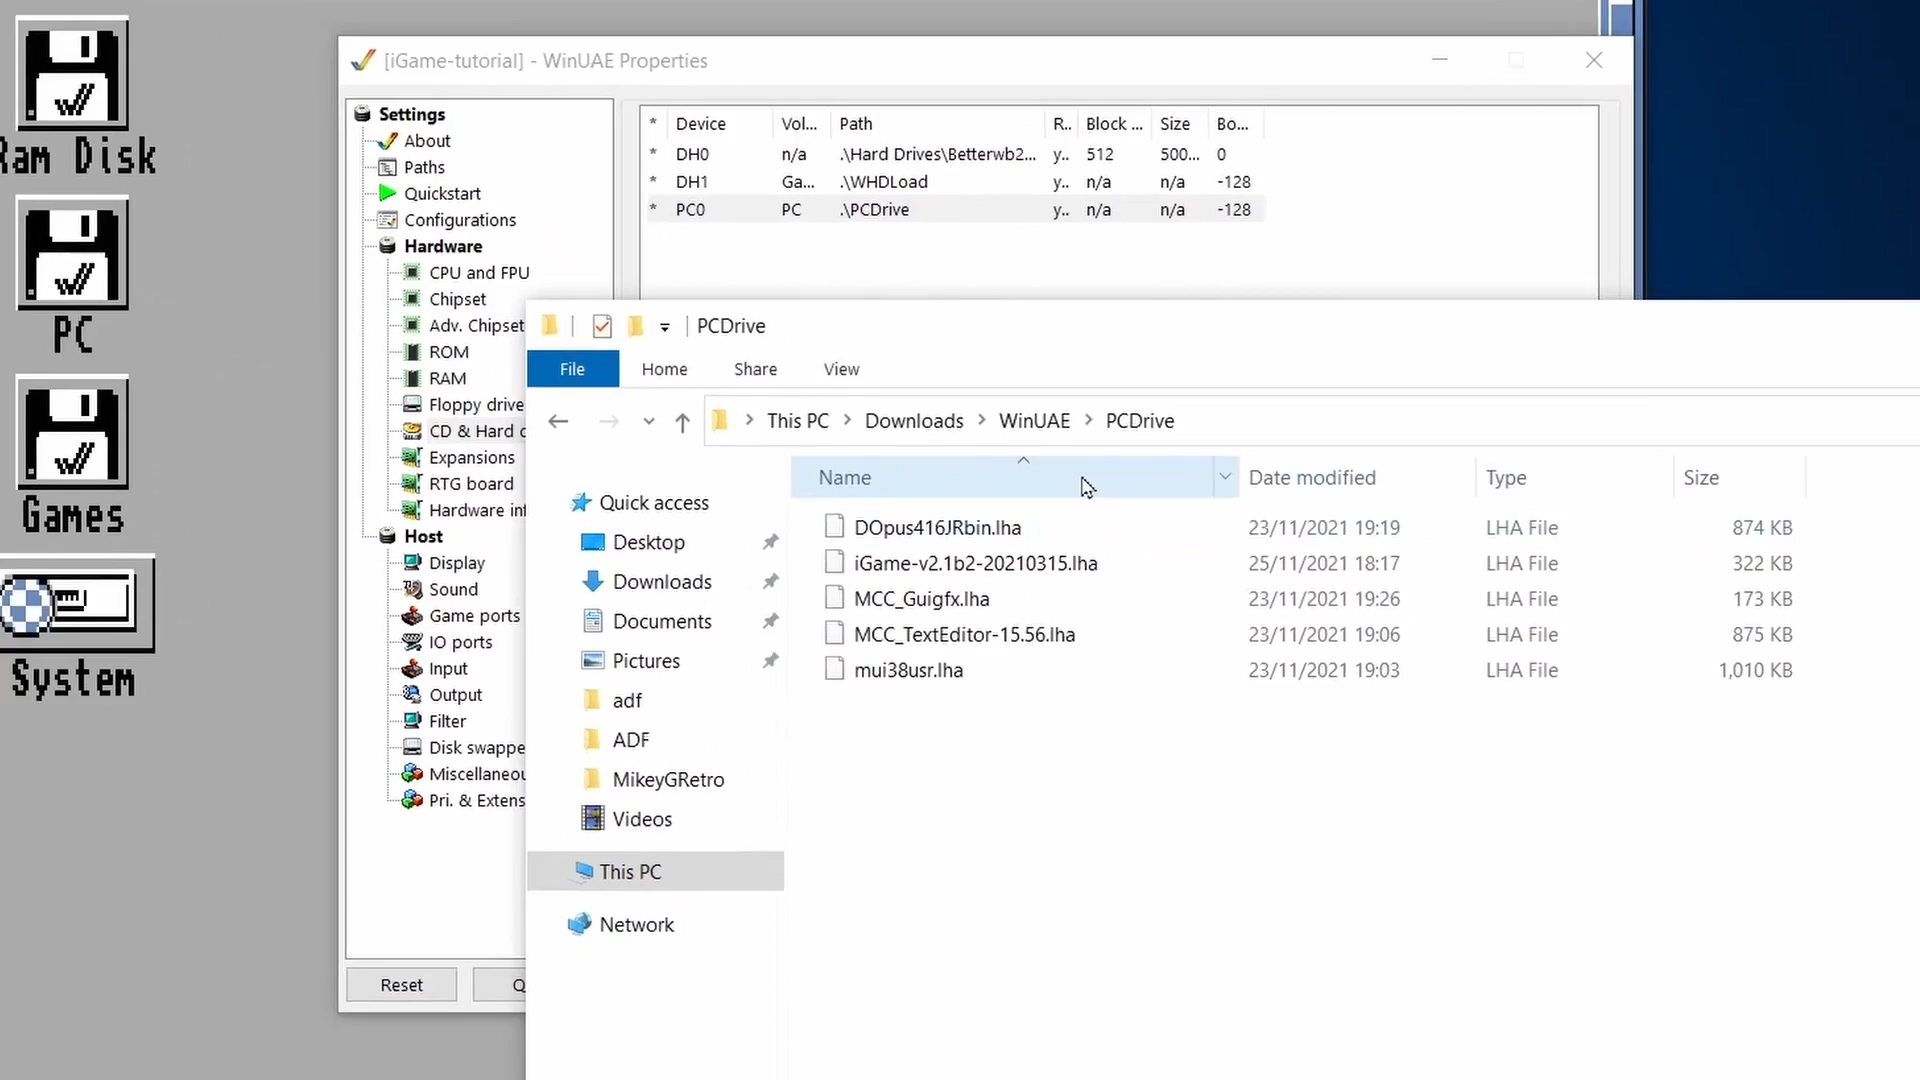 Ram Disk
PC
Games
System
[iGame-tutorial] - WinUAE Properties
Settings
About
Paths
Quickstart
Configurations
Hardware
CPU and FPU
Chipset
Adv. Chipset
ROM
RAM
Floppy drive
CD & Hard d
Expansions
RTG board
Hardware inf
Host
Display
Sound
Game ports
IO ports
Input
Output
Filter
Disk swappe
Miscellaneou
Pri. & Extens
Reset
Q
* Device Vol... Path R.. Block ... Size Bo...
* DH0 n/a .\Hard Drives\Betterwb2... y.. 512 500... 0
* DH1 Ga... .\WHDLoad y.. n/a n/a -128
* PC0 PC .\PCDrive y.. n/a n/a -128
PCDrive
File Home Share View
This PC > Downloads > WinUAE > PCDrive
Quick access
Desktop
Downloads
Documents
Pictures
adf
ADF
MikeyGRetro
Videos
This PC
Network
Name Date modified Type Size
DOpus416JRbin.lha 23/11/2021 19:19 LHA File 874 KB
iGame-v2.1b2-20210315.lha 25/11/2021 18:17 LHA File 322 KB
MCC_Guigfx.lha 23/11/2021 19:26 LHA File 173 KB
MCC_TextEditor-15.56.lha 23/11/2021 19:06 LHA File 875 KB
mui38usr.lha 23/11/2021 19:03 LHA File 1,010 KB